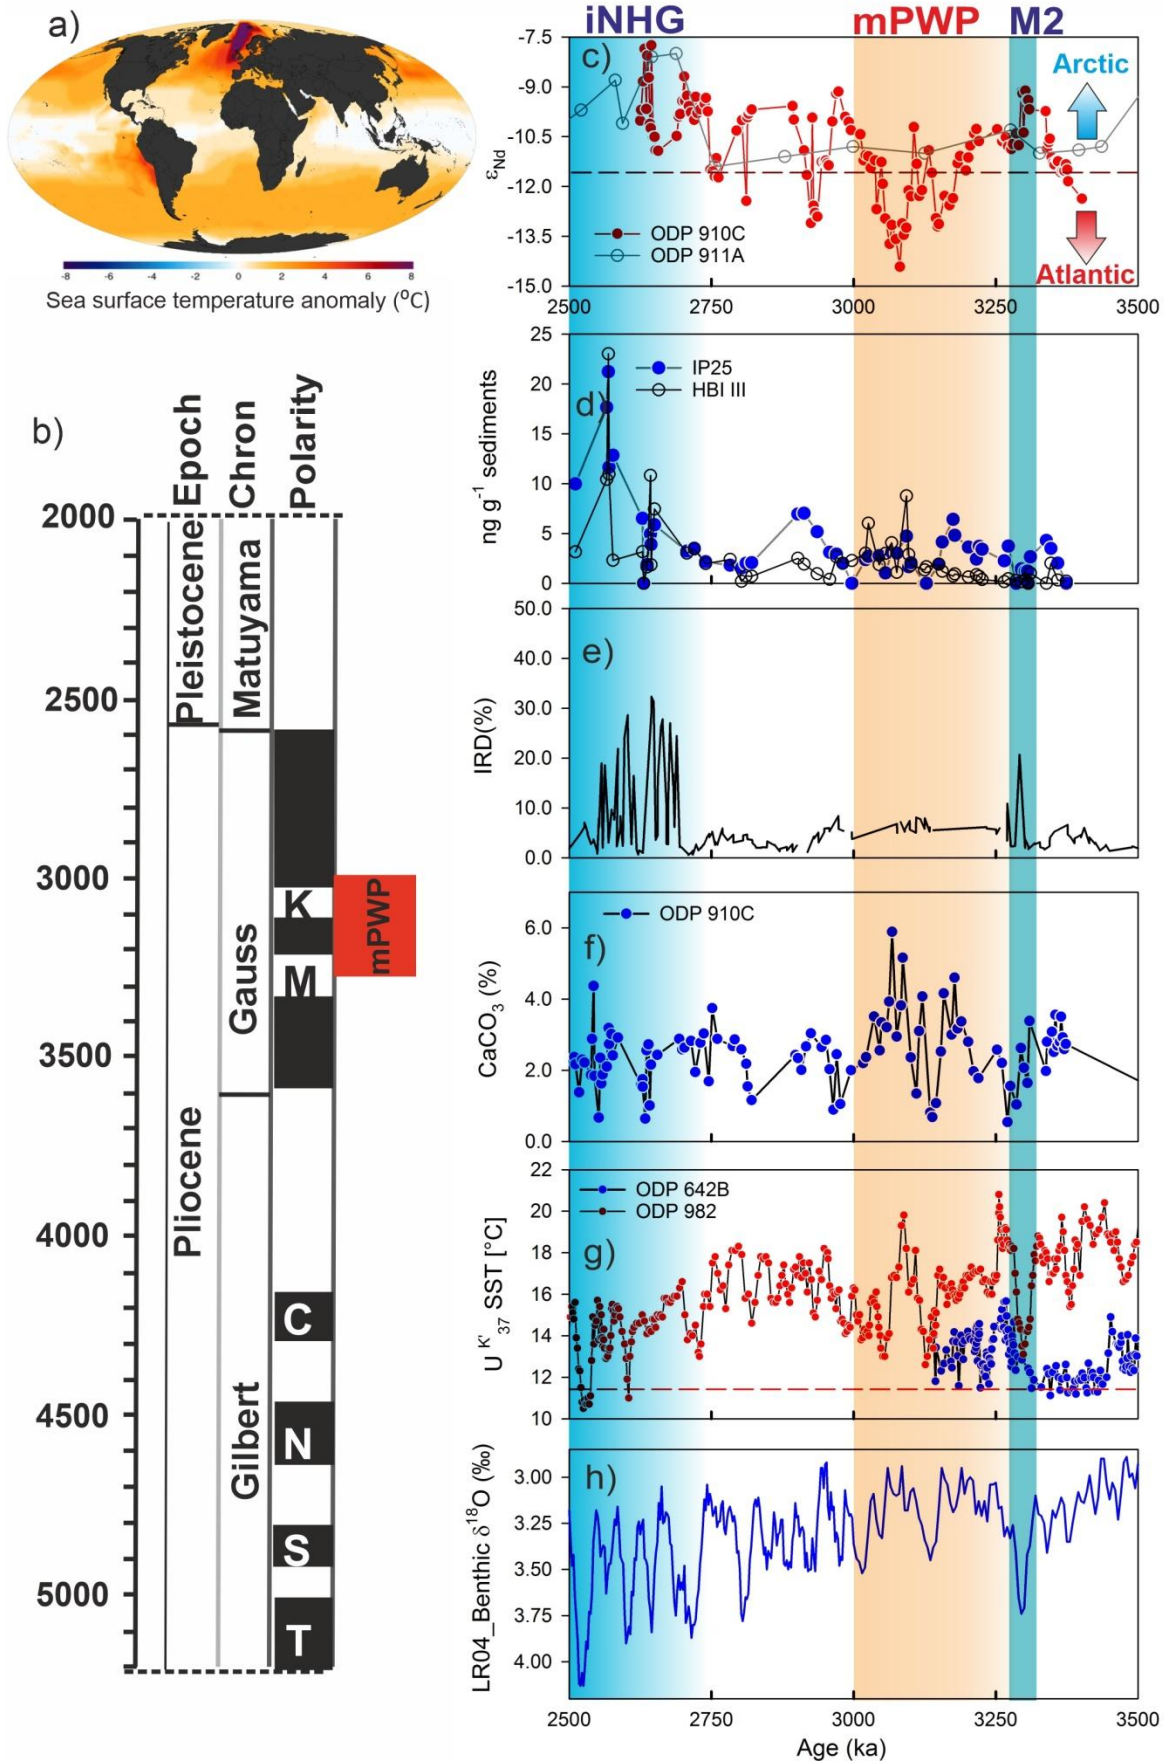 a)
-8 -6 -4 -2 0 2 4 6 8
Sea surface temperature anomaly (⁰C)
b)
Epoch
Chron
Polarity
2000
2500
3000
3500
4000
4500
5000
Pleistocene
Pliocene
Matuyama
Gauss
Gilbert
K
M
C
N
S
T
mPWP
iNHG mPWP M2
c)
-7.5
-9.0
-10.5
-12.0
-13.5
-15.0
εNd
ODP 910C
ODP 911A
Arctic
Atlantic
2500 2750 3000 3250 3500
d)
25
20
15
10
5
0
ng g⁻¹ sediments
IP25
HBI III
e)
50.0
40.0
30.0
20.0
10.0
0.0
IRD(%)
f)
ODP 910C
6.0
4.0
2.0
0.0
CaCO₃ (%)
g)
22
20
18
16
14
12
10
U K' 37 SST [°C]
ODP 642B
ODP 982
h)
3.00
3.25
3.50
3.75
4.00
LR04_Benthic δ¹⁸O (‰)
2500 2750 3000 3250 3500
Age (ka)